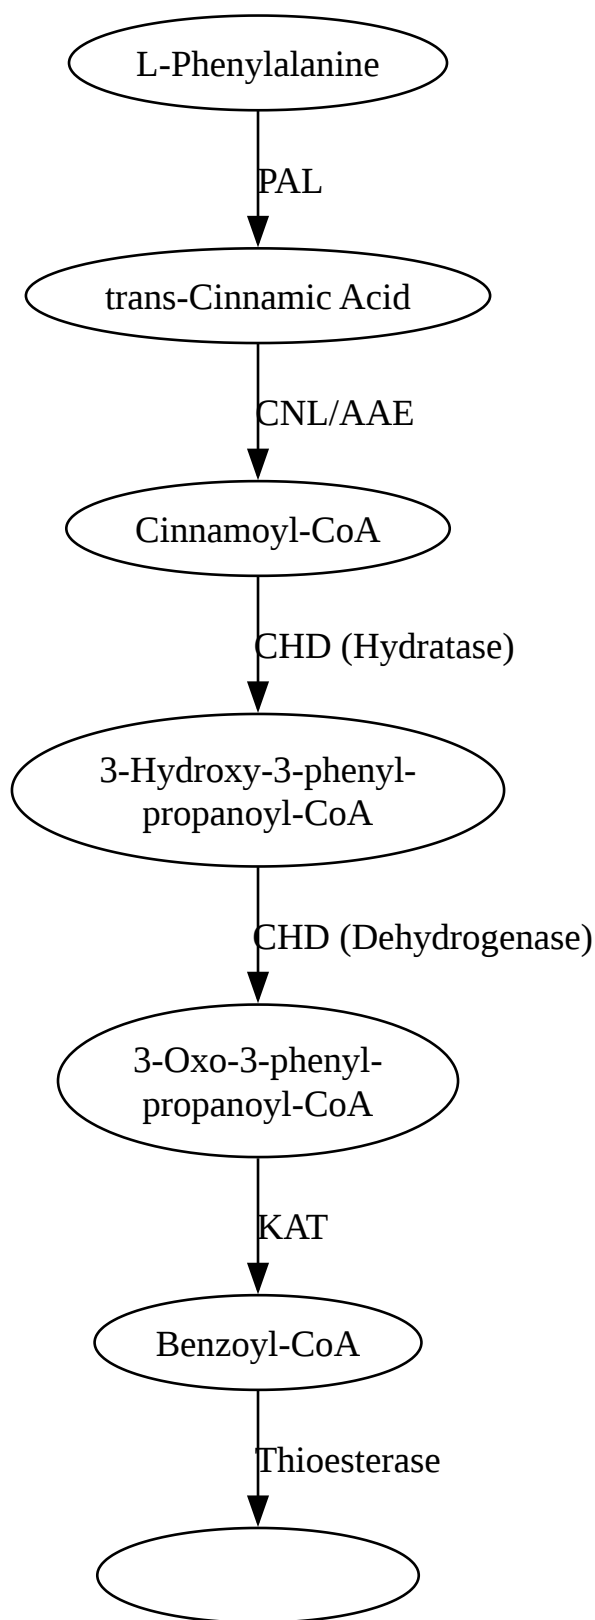 L-Phenylalanine
PAL
trans-Cinnamic Acid
CNL/AAE
Cinnamoyl-CoA
CHD (Hydratase)
3-Hydroxy-3-phenyl-
propanoyl-CoA
CHD (Dehydrogenase)
3-Oxo-3-phenyl-
propanoyl-CoA
KAT
Benzoyl-CoA
Thioesterase